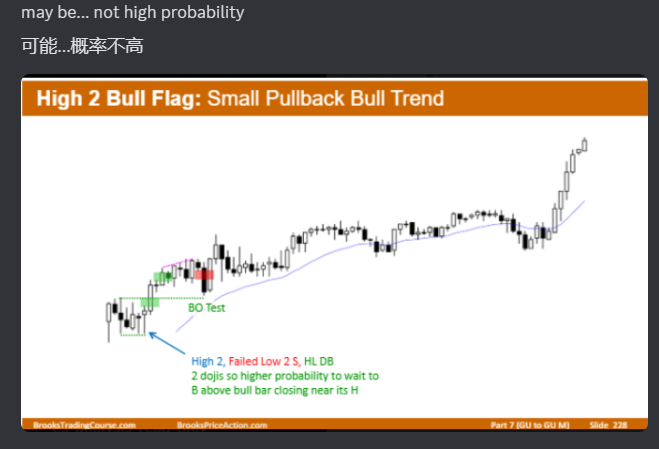 may be... not high probability
可能...概率不高
High 2 Bull Flag: Small Pullback Bull Trend
BO Test
High 2, Failed Low 2 S, HL DB
2 dojis so higher probability to wait to
B above bull bar closing near its H
BrooksTradingCourse.com BrooksPriceAction.com Part 7 (GU to GU M) Slide 228